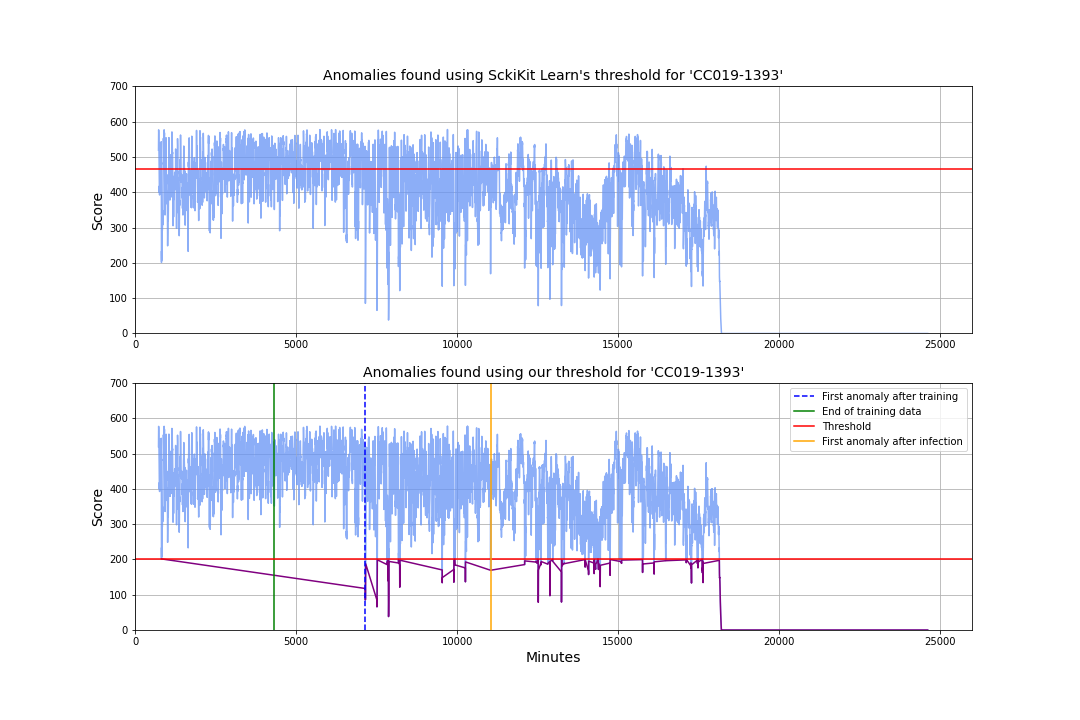 Anomalies found using SckiKit Learn's threshold for 'CC019-1393'
700
600
500
400
300
200
100
0
Score
0 5000 10000 15000 20000 25000
Anomalies found using our threshold for 'CC019-1393'
700
600
500
400
300
200
100
0
Score
First anomaly after training
End of training data
Threshold
First anomaly after infection
0 5000 10000 15000 20000 25000
Minutes